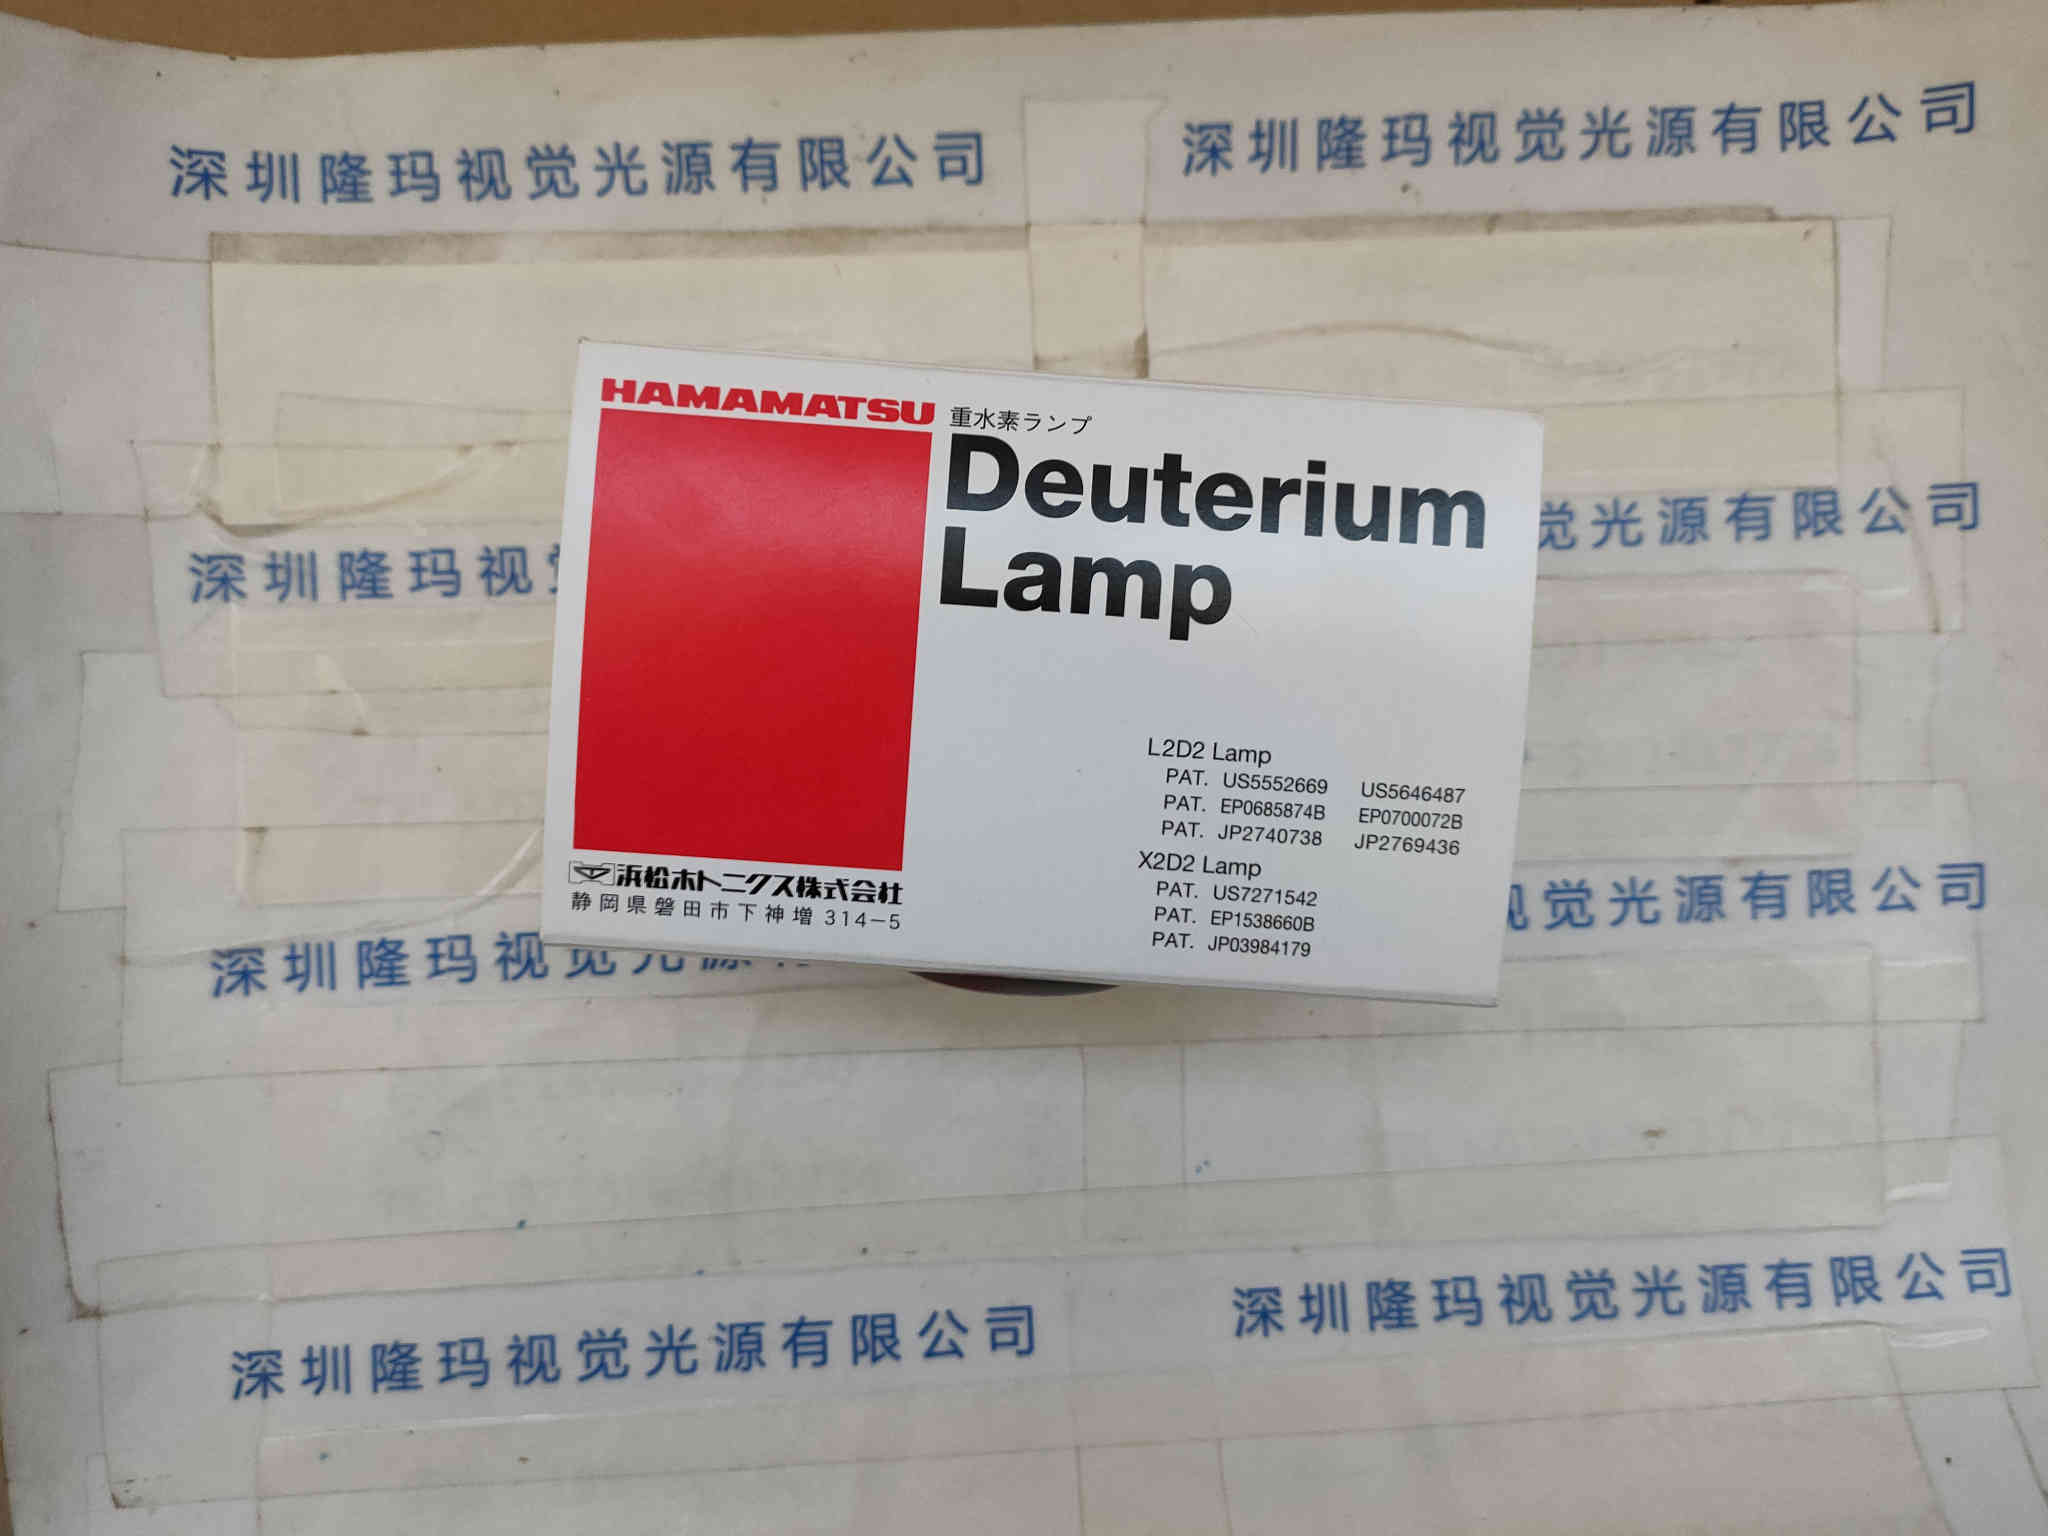 深圳隆玛视觉光源有限公司
深圳隆玛视觉光源有限公司
HAMAMATSU
重水素ランプ
Deuterium
Lamp
深圳隆玛视
觉光源有限公司
L2D2 Lamp
PAT. US5552669 US5646487
PAT. EP0685874B EP0700072B
PAT. JP2740738 JP2769436
X2D2 Lamp
PAT. US7271542
PAT. EP1538660B
PAT. JP03984179
浜松ホトニクス株式会社
静岡県磐田市下神増 314-5
深圳隆玛视觉光源
视觉光源有限公司
深圳隆玛视觉光源有限公司
深圳隆玛视觉光源有限公司